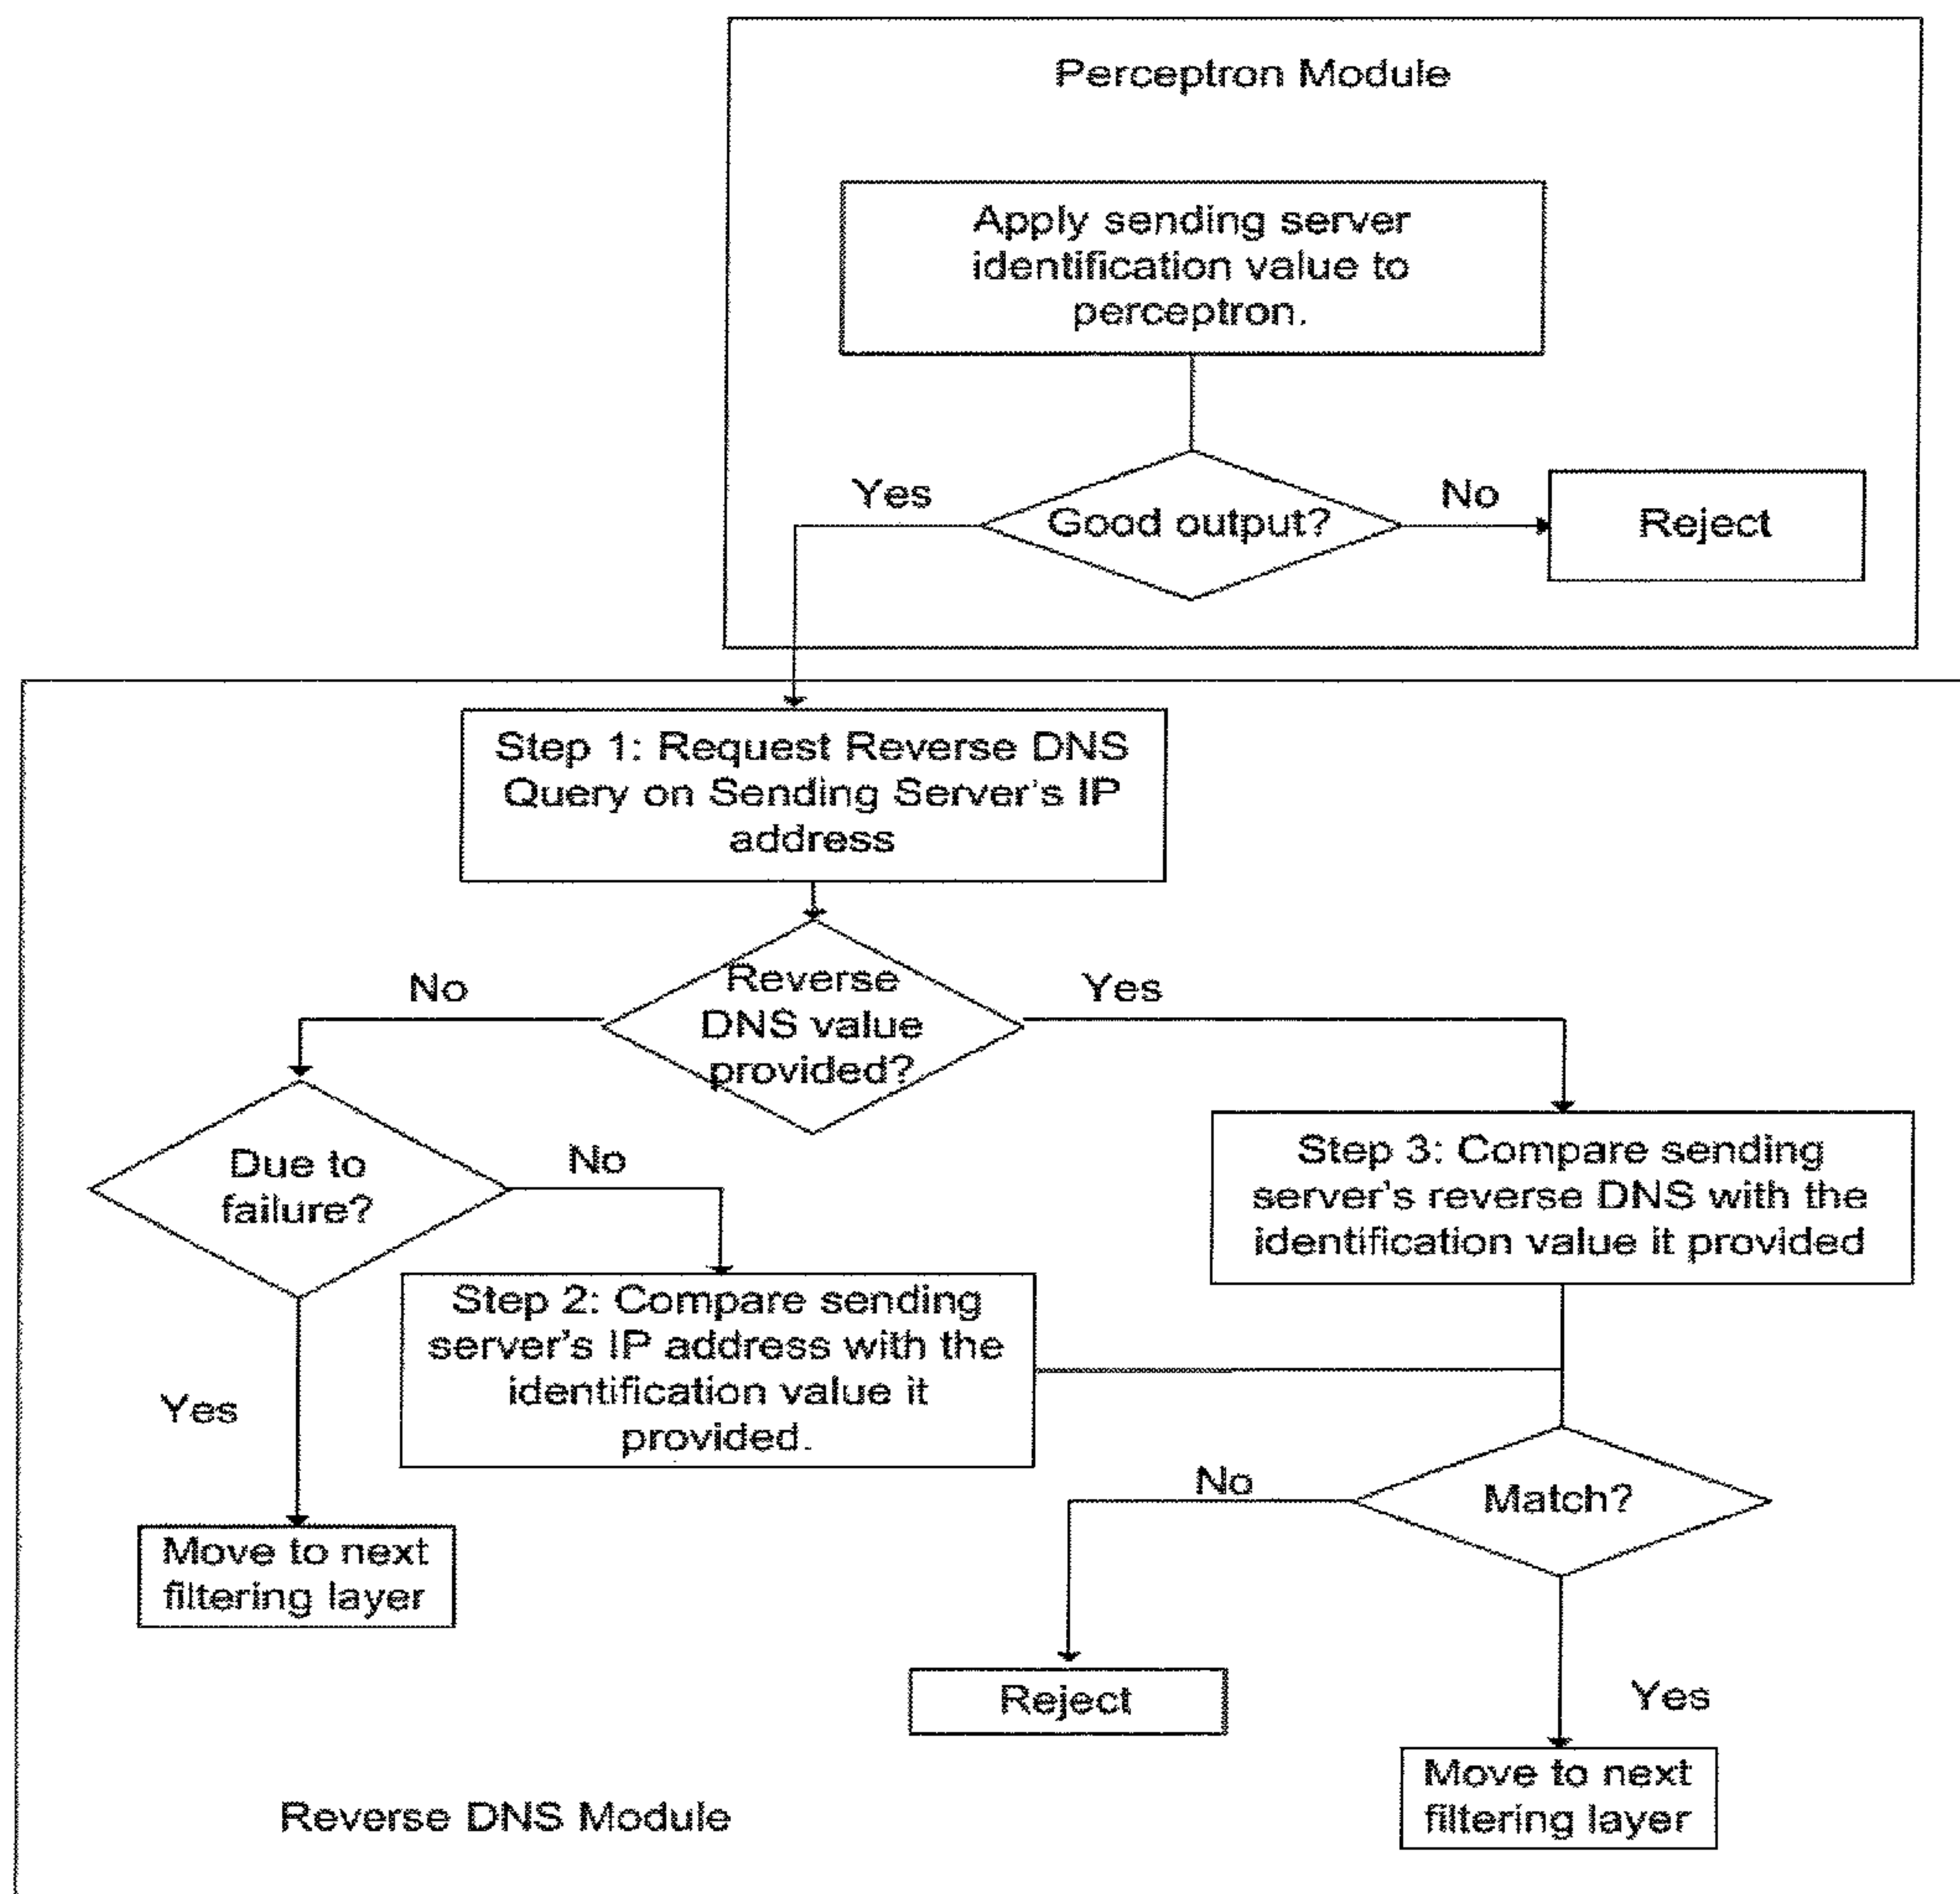 Perceptron Module
Apply sending server
identification value to
perceptron.
Yes
Good output?
No
Reject
Step 1: Request Reverse DNS
Query on Sending Server's IP
address
No
Reverse
DNS value
provided?
Yes
Due to
failure?
No
Step 3: Compare sending
server's reverse DNS with the
identification value it provided
Step 2: Compare sending
server's IP address with the
identification value it
provided.
Yes
No
Match?
Move to next
filtering layer
Reject
Yes
Move to next
filtering layer
Reverse DNS Module